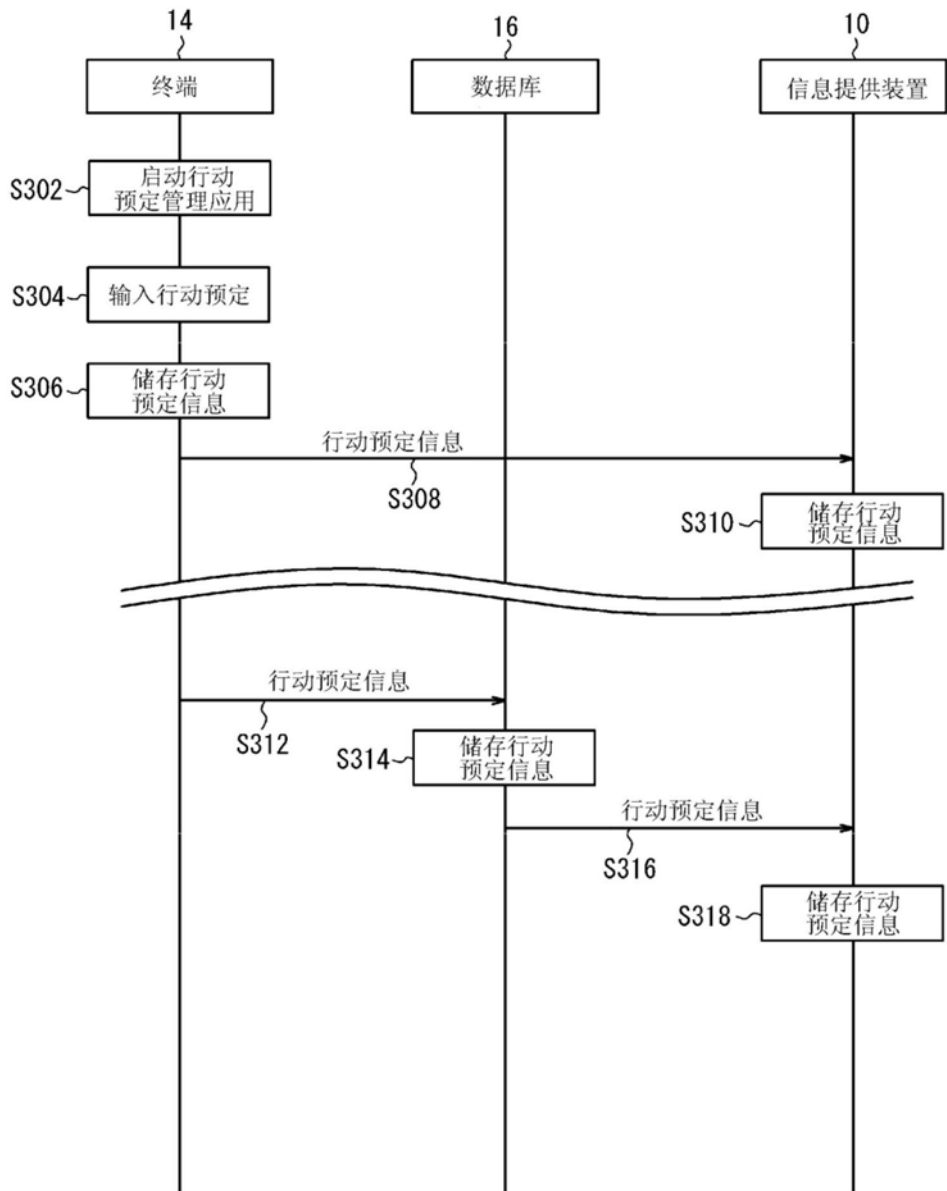 14
16
10
终端
数据库
信息提供装置
S302
启动行动
预定管理应用
S304
输入行动预定
S306
储存行动
预定信息
行动预定信息
S308
S310
储存行动
预定信息
行动预定信息
S312
S314
储存行动
预定信息
行动预定信息
S316
S318
储存行动
预定信息